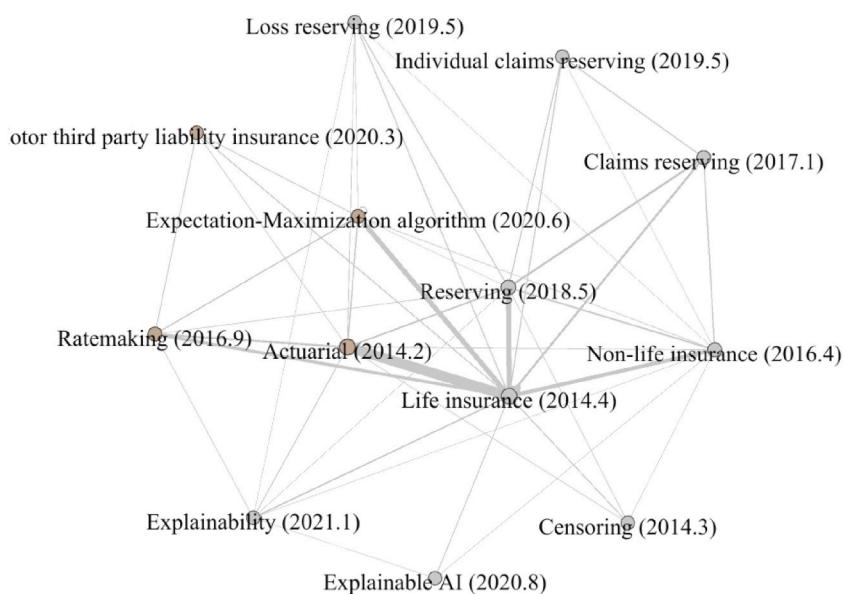 Loss reserving (2019.5)
Individual claims reserving (2019.5)
otor third party liability insurance (2020.3)
Claims reserving (2017.1)
Expectation-Maximization algorithm (2020.6)
Reserving (2018.5)
Ratemaking (2016.9)
Actuarial (2014.2)
Non-life insurance (2016.4)
Life insurance (2014.4)
Explainability (2021.1)
Censoring (2014.3)
Explainable AI (2020.8)